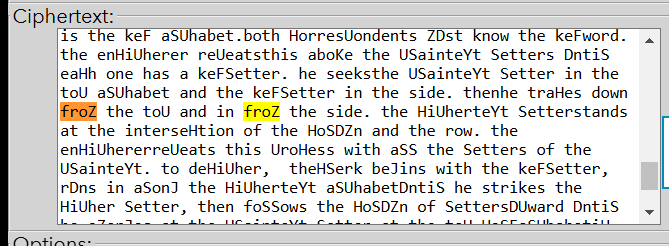 Ciphertext:
is the keF aSUhabet.both HorresUondents ZDst know the keFword.
the enHiUherer reUeatsthis aboKe the USainteYt Setters DntiS
eaHh one has a keFSetter. he seeksthe USainteYt Setter in the
toU aSUhabet and the keFSetter in the side. thenhe traHes down
froZ the toU and in froZ the side. the HiUherteYt Setterstands
at the interseHtion of the HoSDZn and the row. the
enHiUhererreUeats this UroHess with aSS the Setters of the
USainteYt. to deHiUher,  theHSerk beJins with the keFSetter,
rDns in aSonJ the HiUherteYt aSUhabetDntiS he strikes the
HiUher Setter, then foSSows the HoSDZn of SettersDUward DntiS
Options: